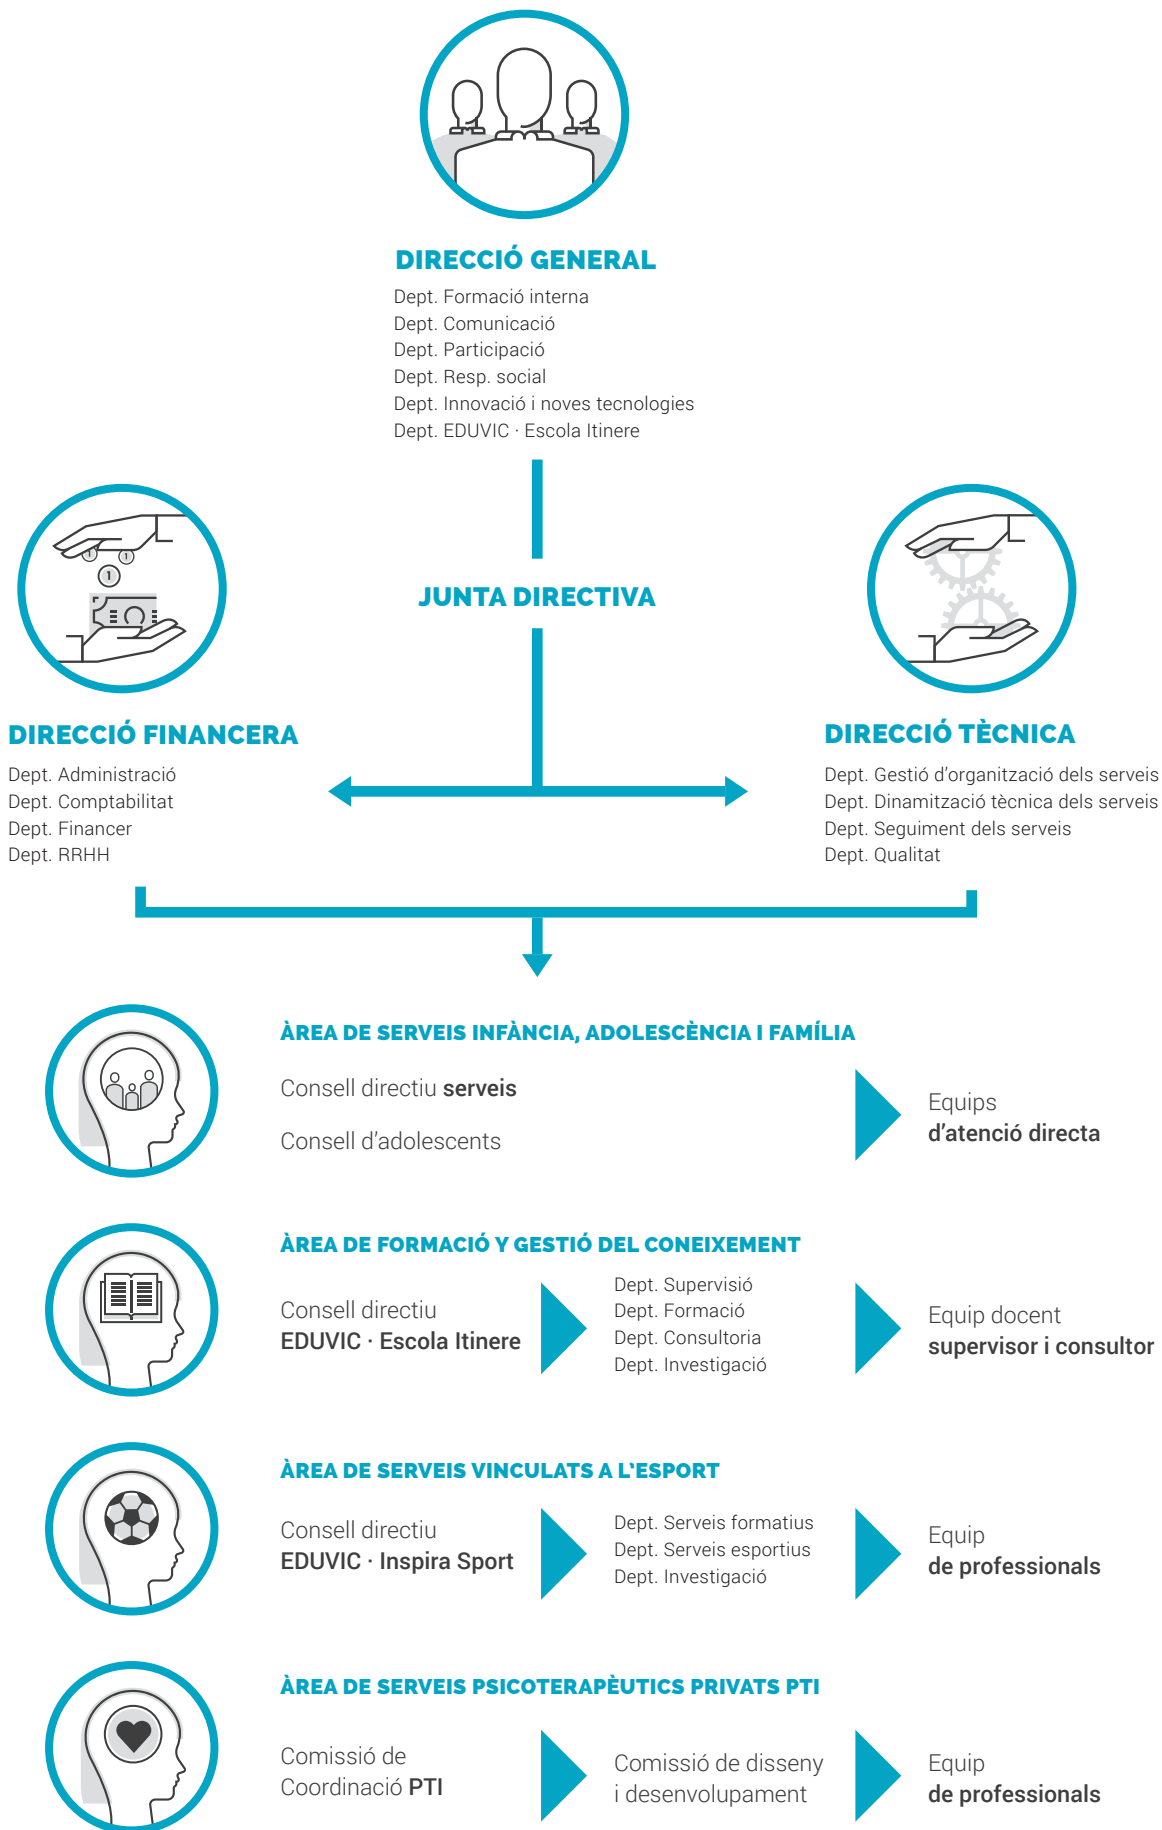 DIRECCIÓ GENERAL
Dept. Formació interna
Dept. Comunicació
Dept. Participació
Dept. Resp. social
Dept. Innovació i noves tecnologies
Dept. EDUVIC · Escola Itinere
1
1
1
JUNTA DIRECTIVA
DIRECCIÓ FINANCERA
Dept. Administració
Dept. Comptabilitat
Dept. Financer
Dept. RRHH
DIRECCIÓ TÈCNICA
Dept. Gestió d'organització dels serveis
Dept. Dinamització tècnica dels serveis
Dept. Seguiment dels serveis
Dept. Qualitat
ÀREA DE SERVEIS INFÀNCIA, ADOLESCÈNCIA I FAMÍLIA
Consell directiu serveis
Consell d'adolescents
Equips
d'atenció directa
ÀREA DE FORMACIÓ Y GESTIÓ DEL CONEIXEMENT
Consell directiu
EDUVIC · Escola Itinere
Dept. Supervisió
Dept. Formació
Dept. Consultoria
Dept. Investigació
Equip docent
supervisor i consultor
ÀREA DE SERVEIS VINCULATS A L'ESPORT
Consell directiu
EDUVIC · Inspira Sport
Dept. Serveis formatius
Dept. Serveis esportius
Dept. Investigació
Equip
de professionals
ÀREA DE SERVEIS PSICOTERAPÈUTICS PRIVATS PTI
Comissió de
Coordinació PTI
Comissió de disseny
i desenvolupament
Equip
de professionals